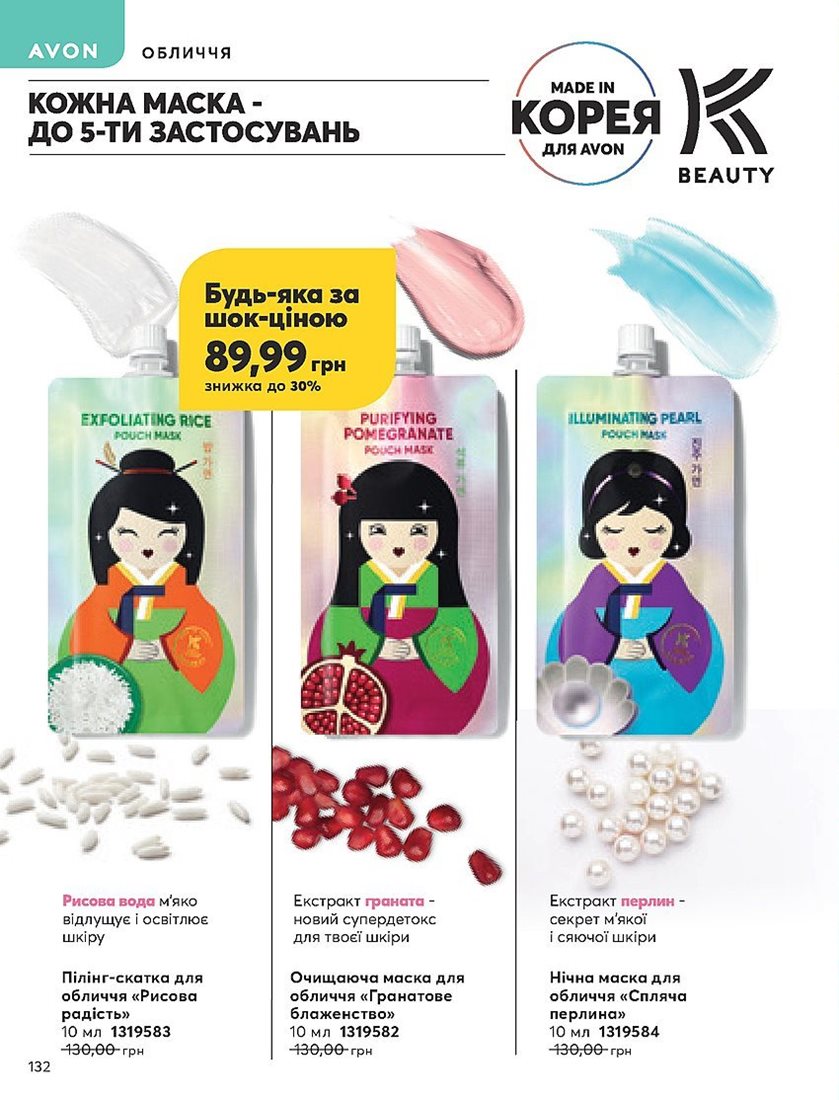 AVON
ОБЛИЧЧЯ
КОЖНА МАСКА -
ДО 5-ТИ ЗАСТОСУВАНЬ
MADE IN
КОРЕЯ
ДЛЯ AVON
K
BEAUTY
Будь-яка за
шок-ціною
89,99 грн
знижка до 30%
EXFOLIATING RICE
POUCH MASK
PURIFYING
POMEGRANATE
POUCH MASK
ILLUMINATING PEARL
POUCH MASK
Рисова вода м'яко
відлущує і освітлює
шкіру
Пілінг-скатка для
обличчя «Рисова
радість»
10 мл 1319583
130,00 грн
Екстракт граната -
новий супердетокс
для твоєї шкіри
Очищаюча маска для
обличчя «Гранатове
блаженство»
10 мл 1319582
130,00 грн
Екстракт перлин -
секрет м'якої
і сяючої шкіри
Нічна маска для
обличчя «Спляча
перлина»
10 мл 1319584
130,00 грн
132